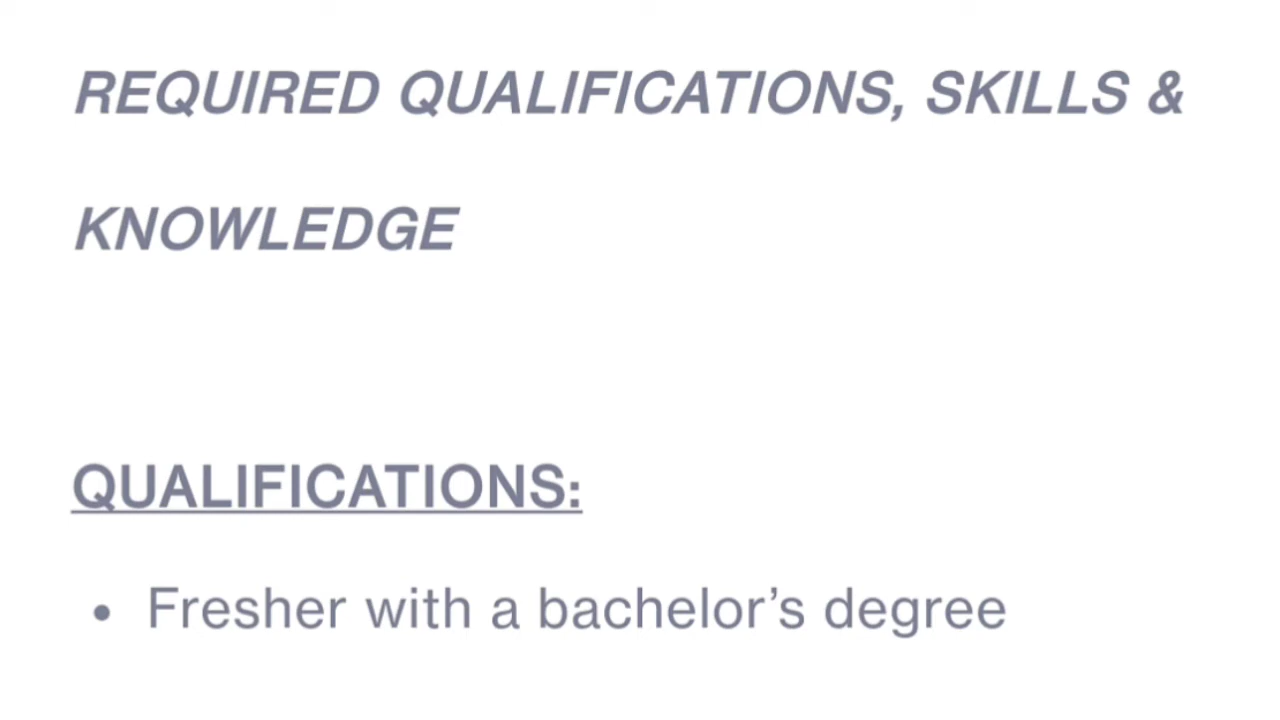 REQUIRED QUALIFICATIONS, SKILLS &
KNOWLEDGE
QUALIFICATIONS:
• Fresher with a bachelor’s degree